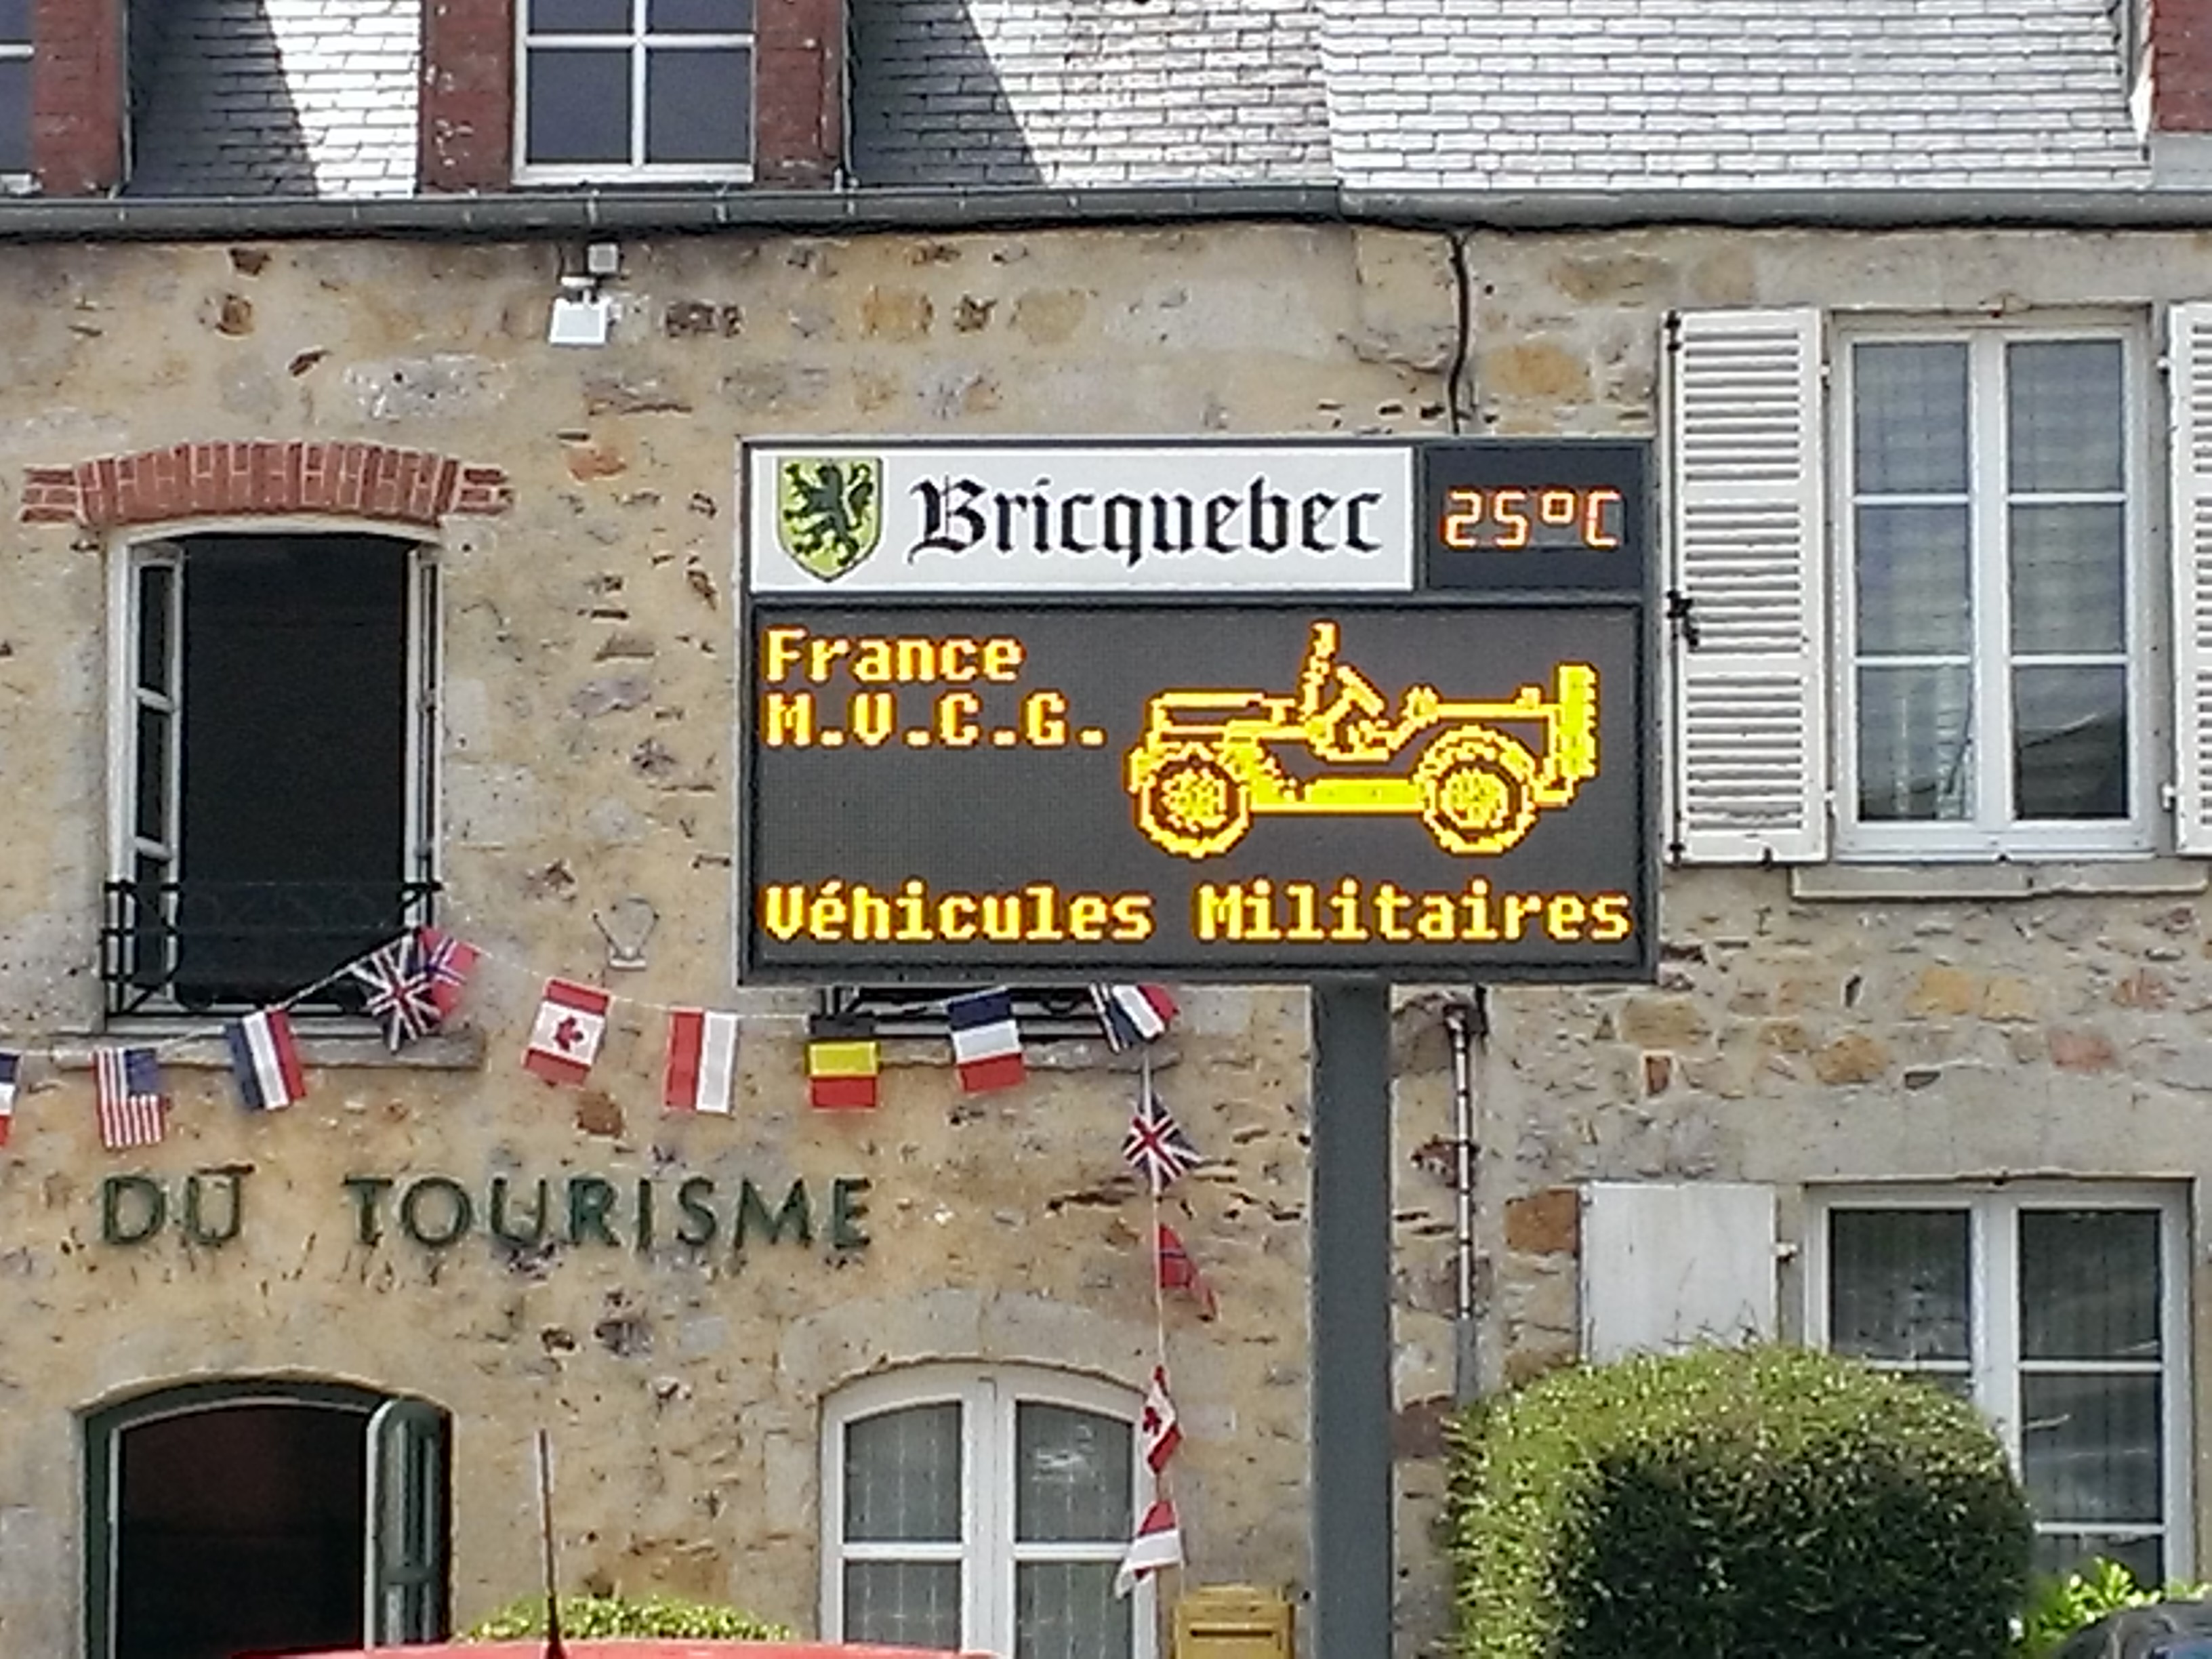 Bricquebec
25°C
France
M.V.C.G.
Véhicules Militaires
DU TOURISME